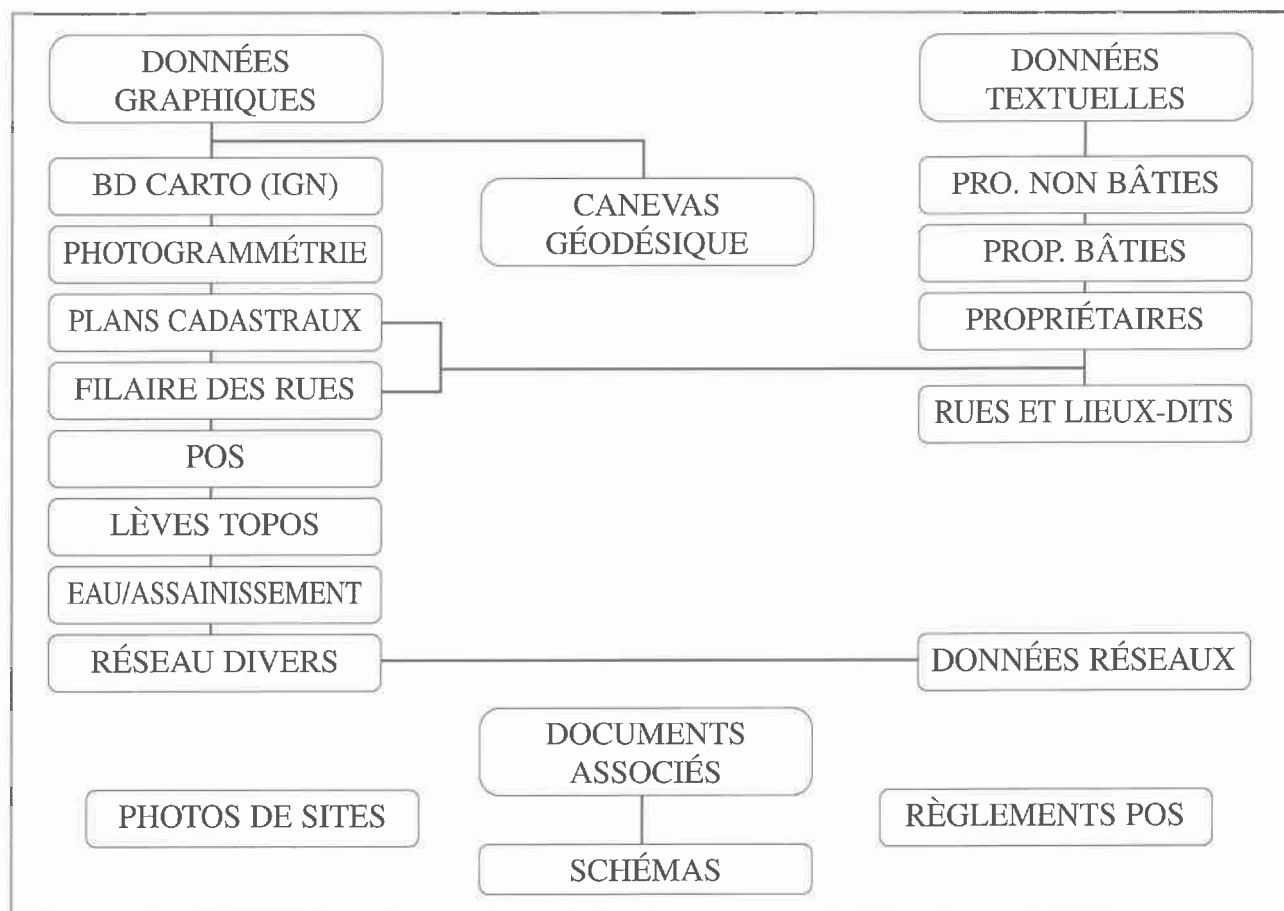 DONNÉES
GRAPHIQUES
BD CARTO (IGN)
PHOTOGRAMMÉTRIE
PLANS CADASTRAUX
FILAIRE DES RUES
POS
LÈVES TOPOS
EAU/ASSAINISSEMENT
RÉSEAU DIVERS
CANEVAS
GÉODÉSIQUE
DONNÉES
TEXTUELLES
PRO. NON BÂTIES
PROP. BÂTIES
PROPRIÉTAIRES
RUES ET LIEUX-DITS
DONNÉES RÉSEAUX
DOCUMENTS
ASSOCIÉS
PHOTOS DE SITES
SCHÉMAS
RÈGLEMENTS POS